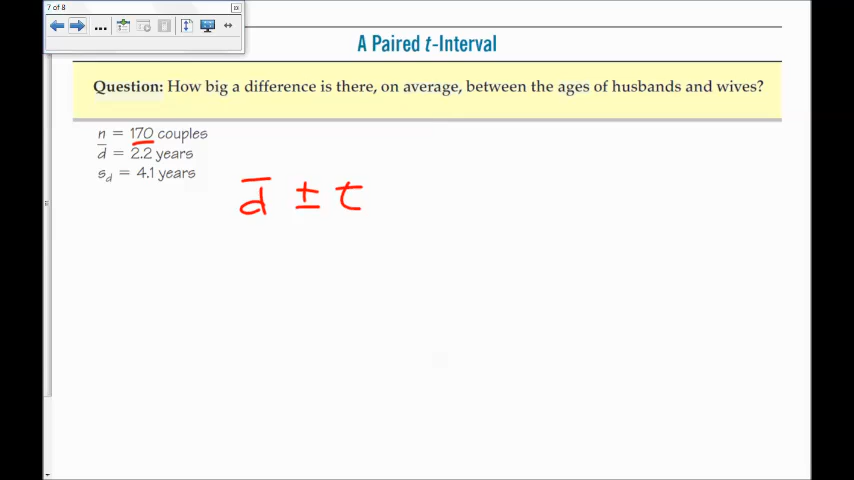 7 of 8
A Paired t-Interval
Question: How big a difference is there, on average, between the ages of husbands and wives?
n = 170 couples
d̅ = 2.2 years
s_d = 4.1 years
d̅ ± t